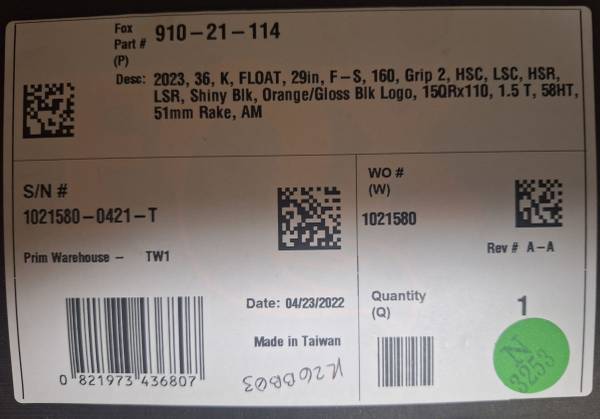 Fox
Part # 910-21-114
(P)
Desc: 2023, 36, K, FLOAT, 29in, F-S, 160, Grip 2, HSC, LSC, HSR,
LSR, Shiny Blk, Orange/Gloss Blk Logo, 15QRx110, 1.5 T, 58HT,
51mm Rake, AM
S/N #
1021580-0421-T
Prim Warehouse - TW1
WO #
(W)
1021580
Rev # A-A
Date: 04/23/2022
Made in Taiwan
0 821973 436807
Quantity
(Q)
1
N
3253